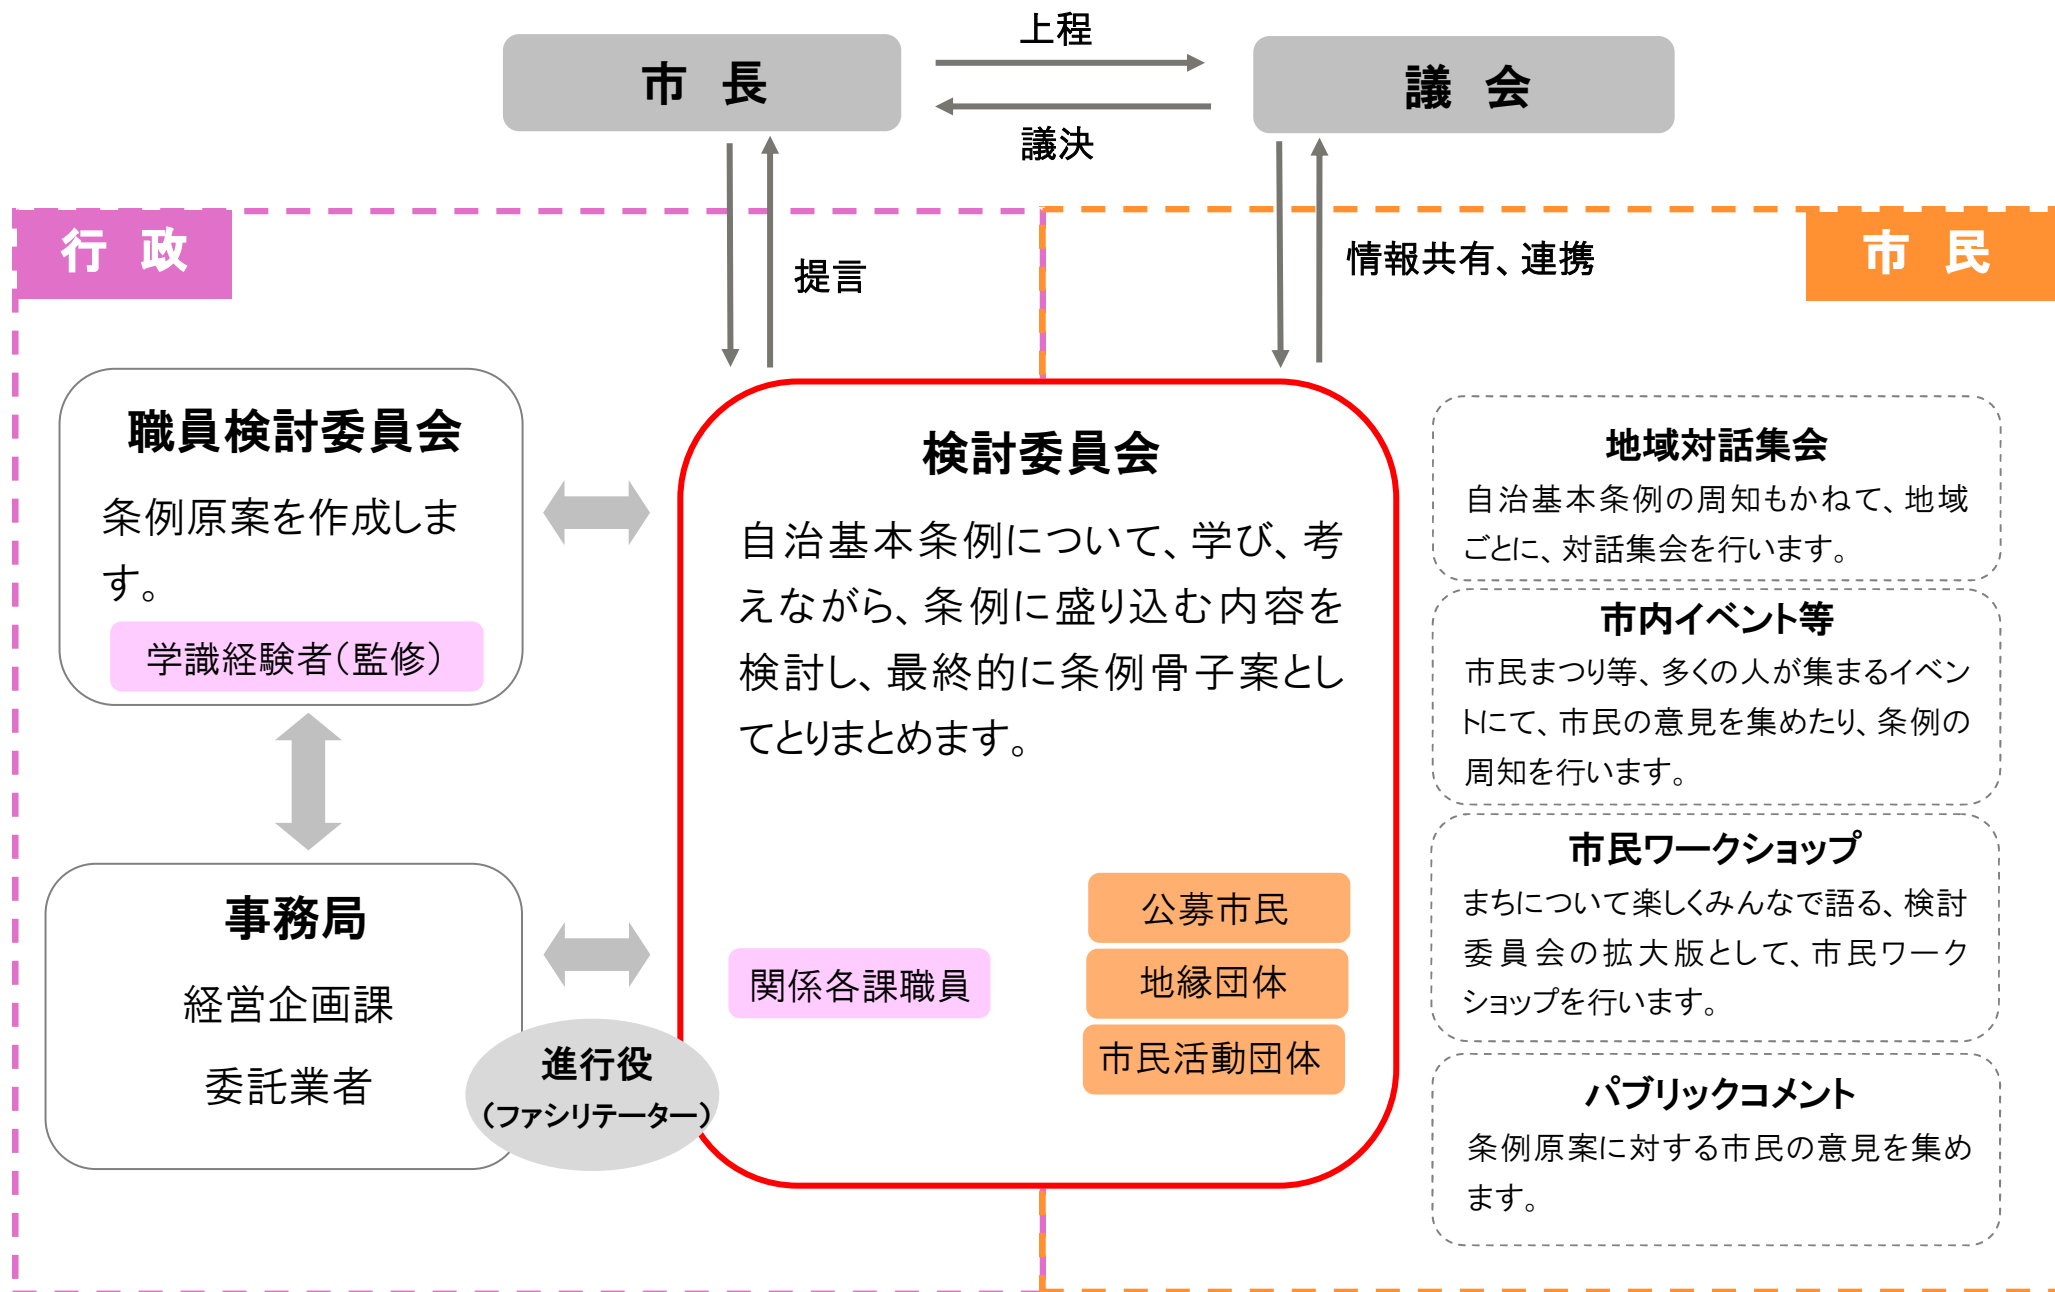 上程
市　長
議　会
議決
行　政
市　民
提言
情報共有、連携
職員検討委員会
条例原案を作成しま
す。
学識経験者（監修）
事務局
経営企画課
委託業者
進行役
（ファシリテーター）
検討委員会
自治基本条例について、学び、考
えながら、条例に盛り込む内容を
検討し、最終的に条例骨子案とし
てとりまとめます。
関係各課職員
公募市民
地縁団体
市民活動団体
地域対話集会
自治基本条例の周知もかねて、地域
ごとに、対話集会を行います。
市内イベント等
市民まつり等、多くの人が集まるイベン
トにて、市民の意見を集めたり、条例の
周知を行います。
市民ワークショップ
まちについて楽しくみんなで語る、検討
委員会の拡大版として、市民ワーク
ショップを行います。
パブリックコメント
条例原案に対する市民の意見を集め
ます。